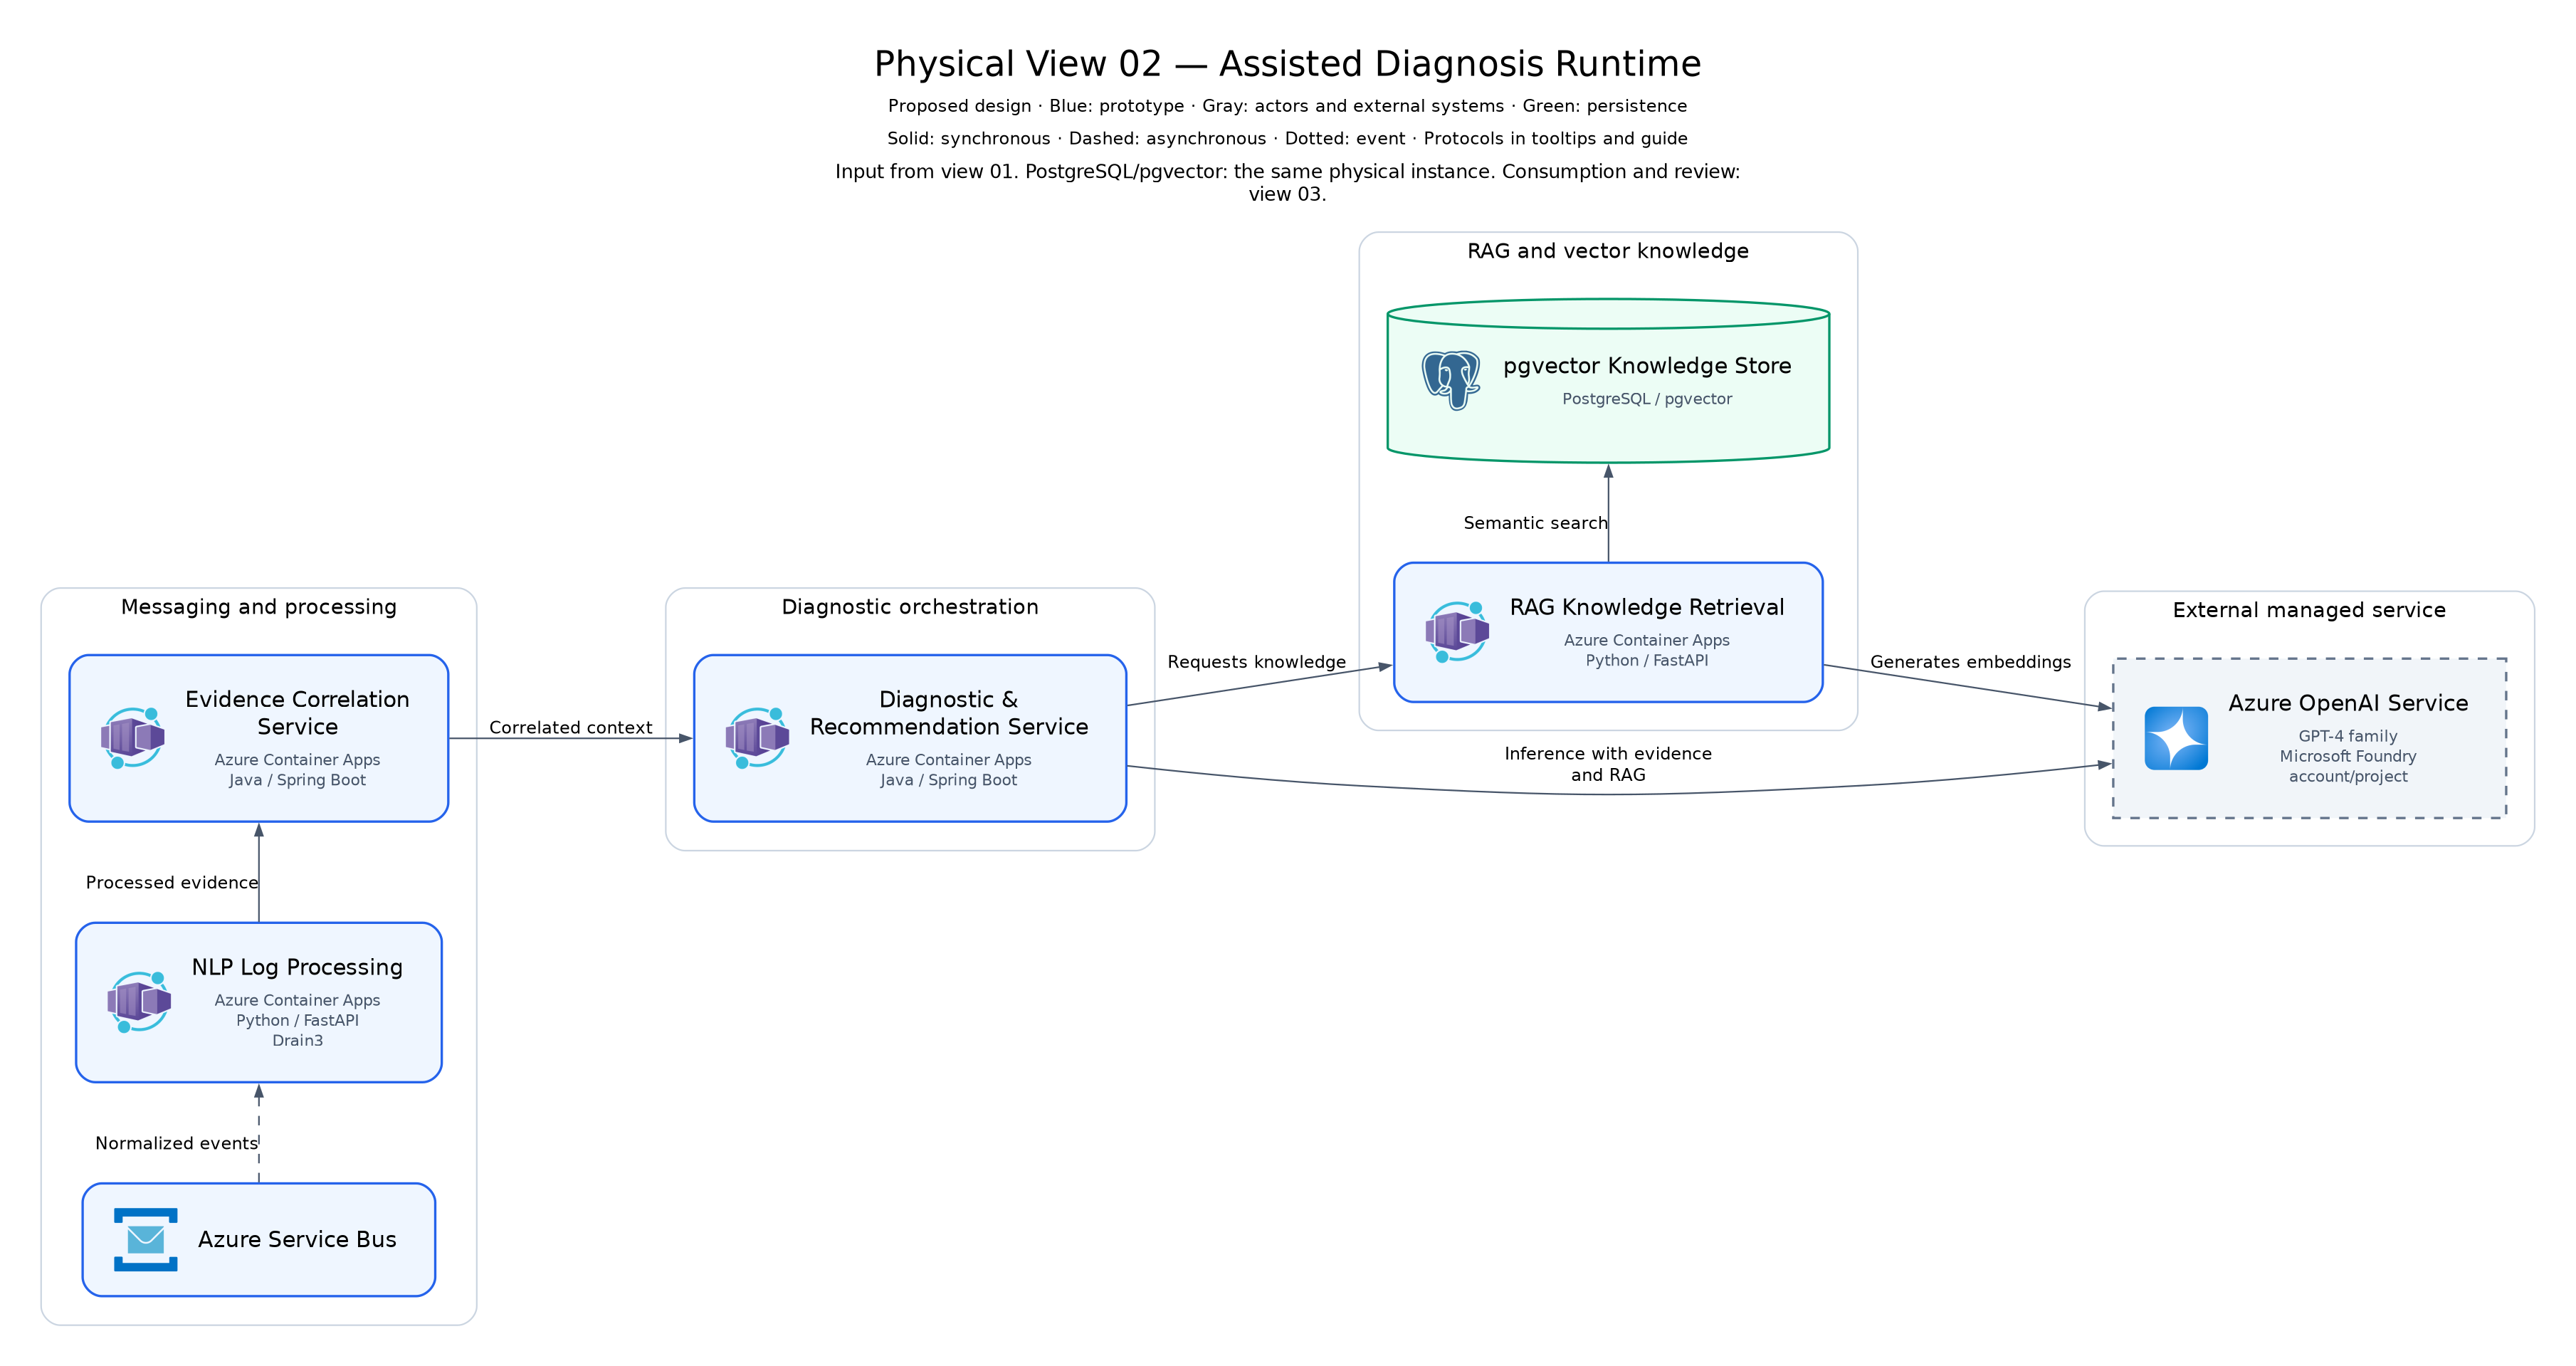 Physical View 02 — Assisted Diagnosis Runtime
Proposed design · Blue: prototype · Gray: actors and external systems · Green: persistence
Solid: synchronous · Dashed: asynchronous · Dotted: event · Protocols in tooltips and guide
Input from view 01. PostgreSQL/pgvector: the same physical instance. Consumption and review:
view 03.
RAG and vector knowledge
pgvector Knowledge Store
PostgreSQL / pgvector
Semantic search
RAG Knowledge Retrieval
Azure Container Apps
Python / FastAPI
Messaging and processing
Evidence Correlation
Service
Azure Container Apps
Java / Spring Boot
Correlated context
Processed evidence
NLP Log Processing
Azure Container Apps
Python / FastAPI
Drain3
Normalized events
Azure Service Bus
Diagnostic orchestration
Diagnostic &
Recommendation Service
Azure Container Apps
Java / Spring Boot
Requests knowledge
Inference with evidence
and RAG
Generates embeddings
External managed service
Azure OpenAI Service
GPT-4 family
Microsoft Foundry
account/project